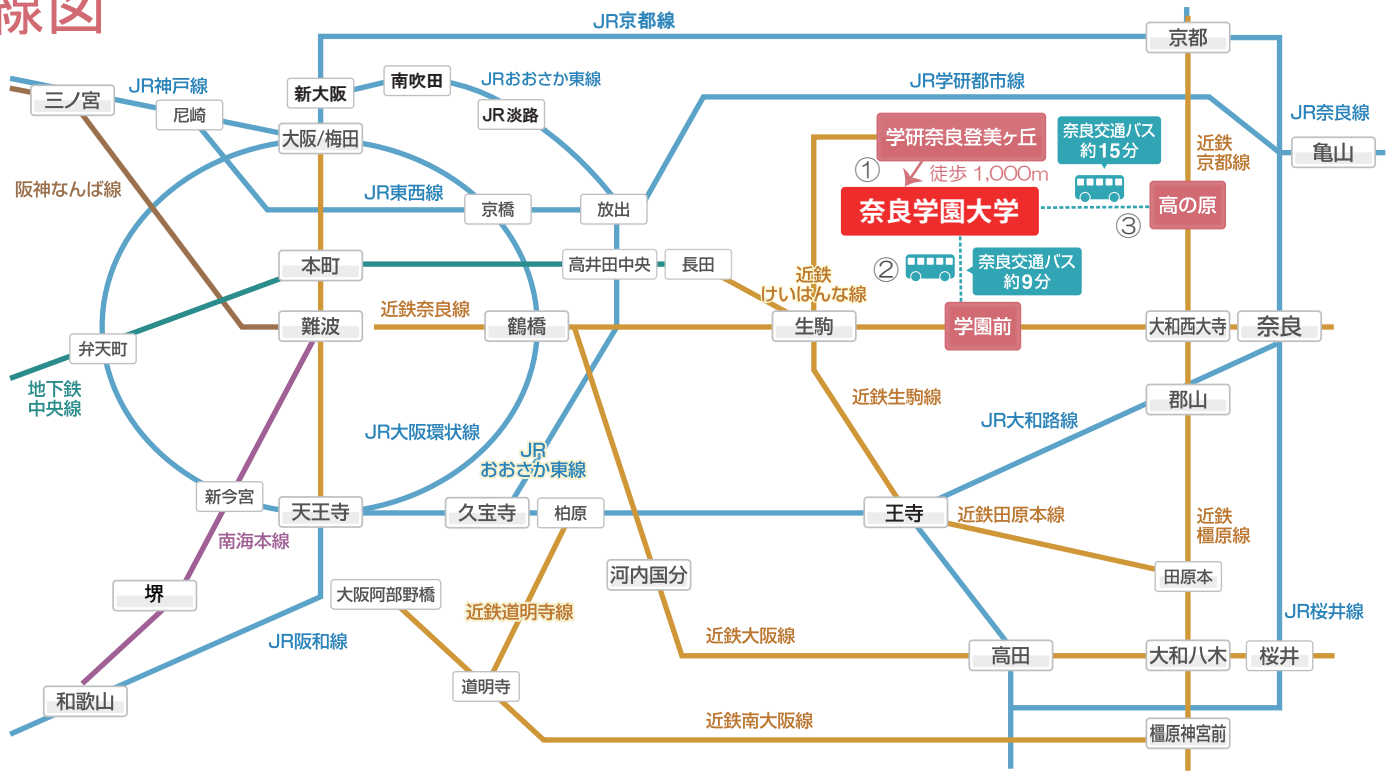 線図
JR京都線
京都
JR神戸線
三ノ宮
尼崎
新大阪
南吹田
JRおおさか東線
JR淡路
JR学研都市線
JR奈良線
亀山
大阪/梅田
学研奈良登美ヶ丘
奈良交通バス
約15分
近鉄
京都線
①
徒歩 1,000m
阪神なんば線
JR東西線
京橋
放出
奈良学園大学
③
高の原
本町
高井田中央
長田
近鉄
けいはんな線
②
奈良交通バス
約9分
近鉄奈良線
難波
鶴橋
生駒
学園前
大和西大寺
奈良
弁天町
地下鉄
中央線
近鉄生駒線
郡山
JR大和路線
JR大阪環状線
JR
おおさか東線
新今宮
天王寺
久宝寺
柏原
王寺
近鉄田原本線
近鉄
橿原線
南海本線
堺
大阪阿部野橋
近鉄道明寺線
河内国分
田原本
JR桜井線
JR阪和線
近鉄大阪線
高田
大和八木
桜井
和歌山
道明寺
近鉄南大阪線
橿原神宮前